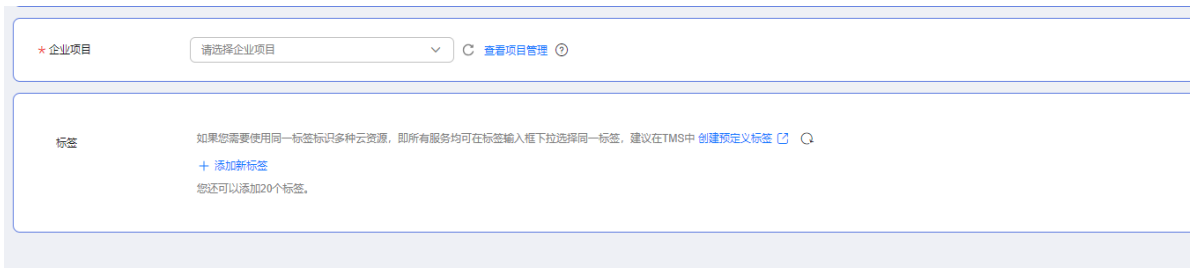 * 企业项目 请选择企业项目 查看项目管理
标签 如果您需要使用同一标签标识多种云资源，即所有服务均可在标签输入框下拉选择同一标签，建议在TMS中 创建预定义标签
+ 添加新标签
您还可以添加20个标签。